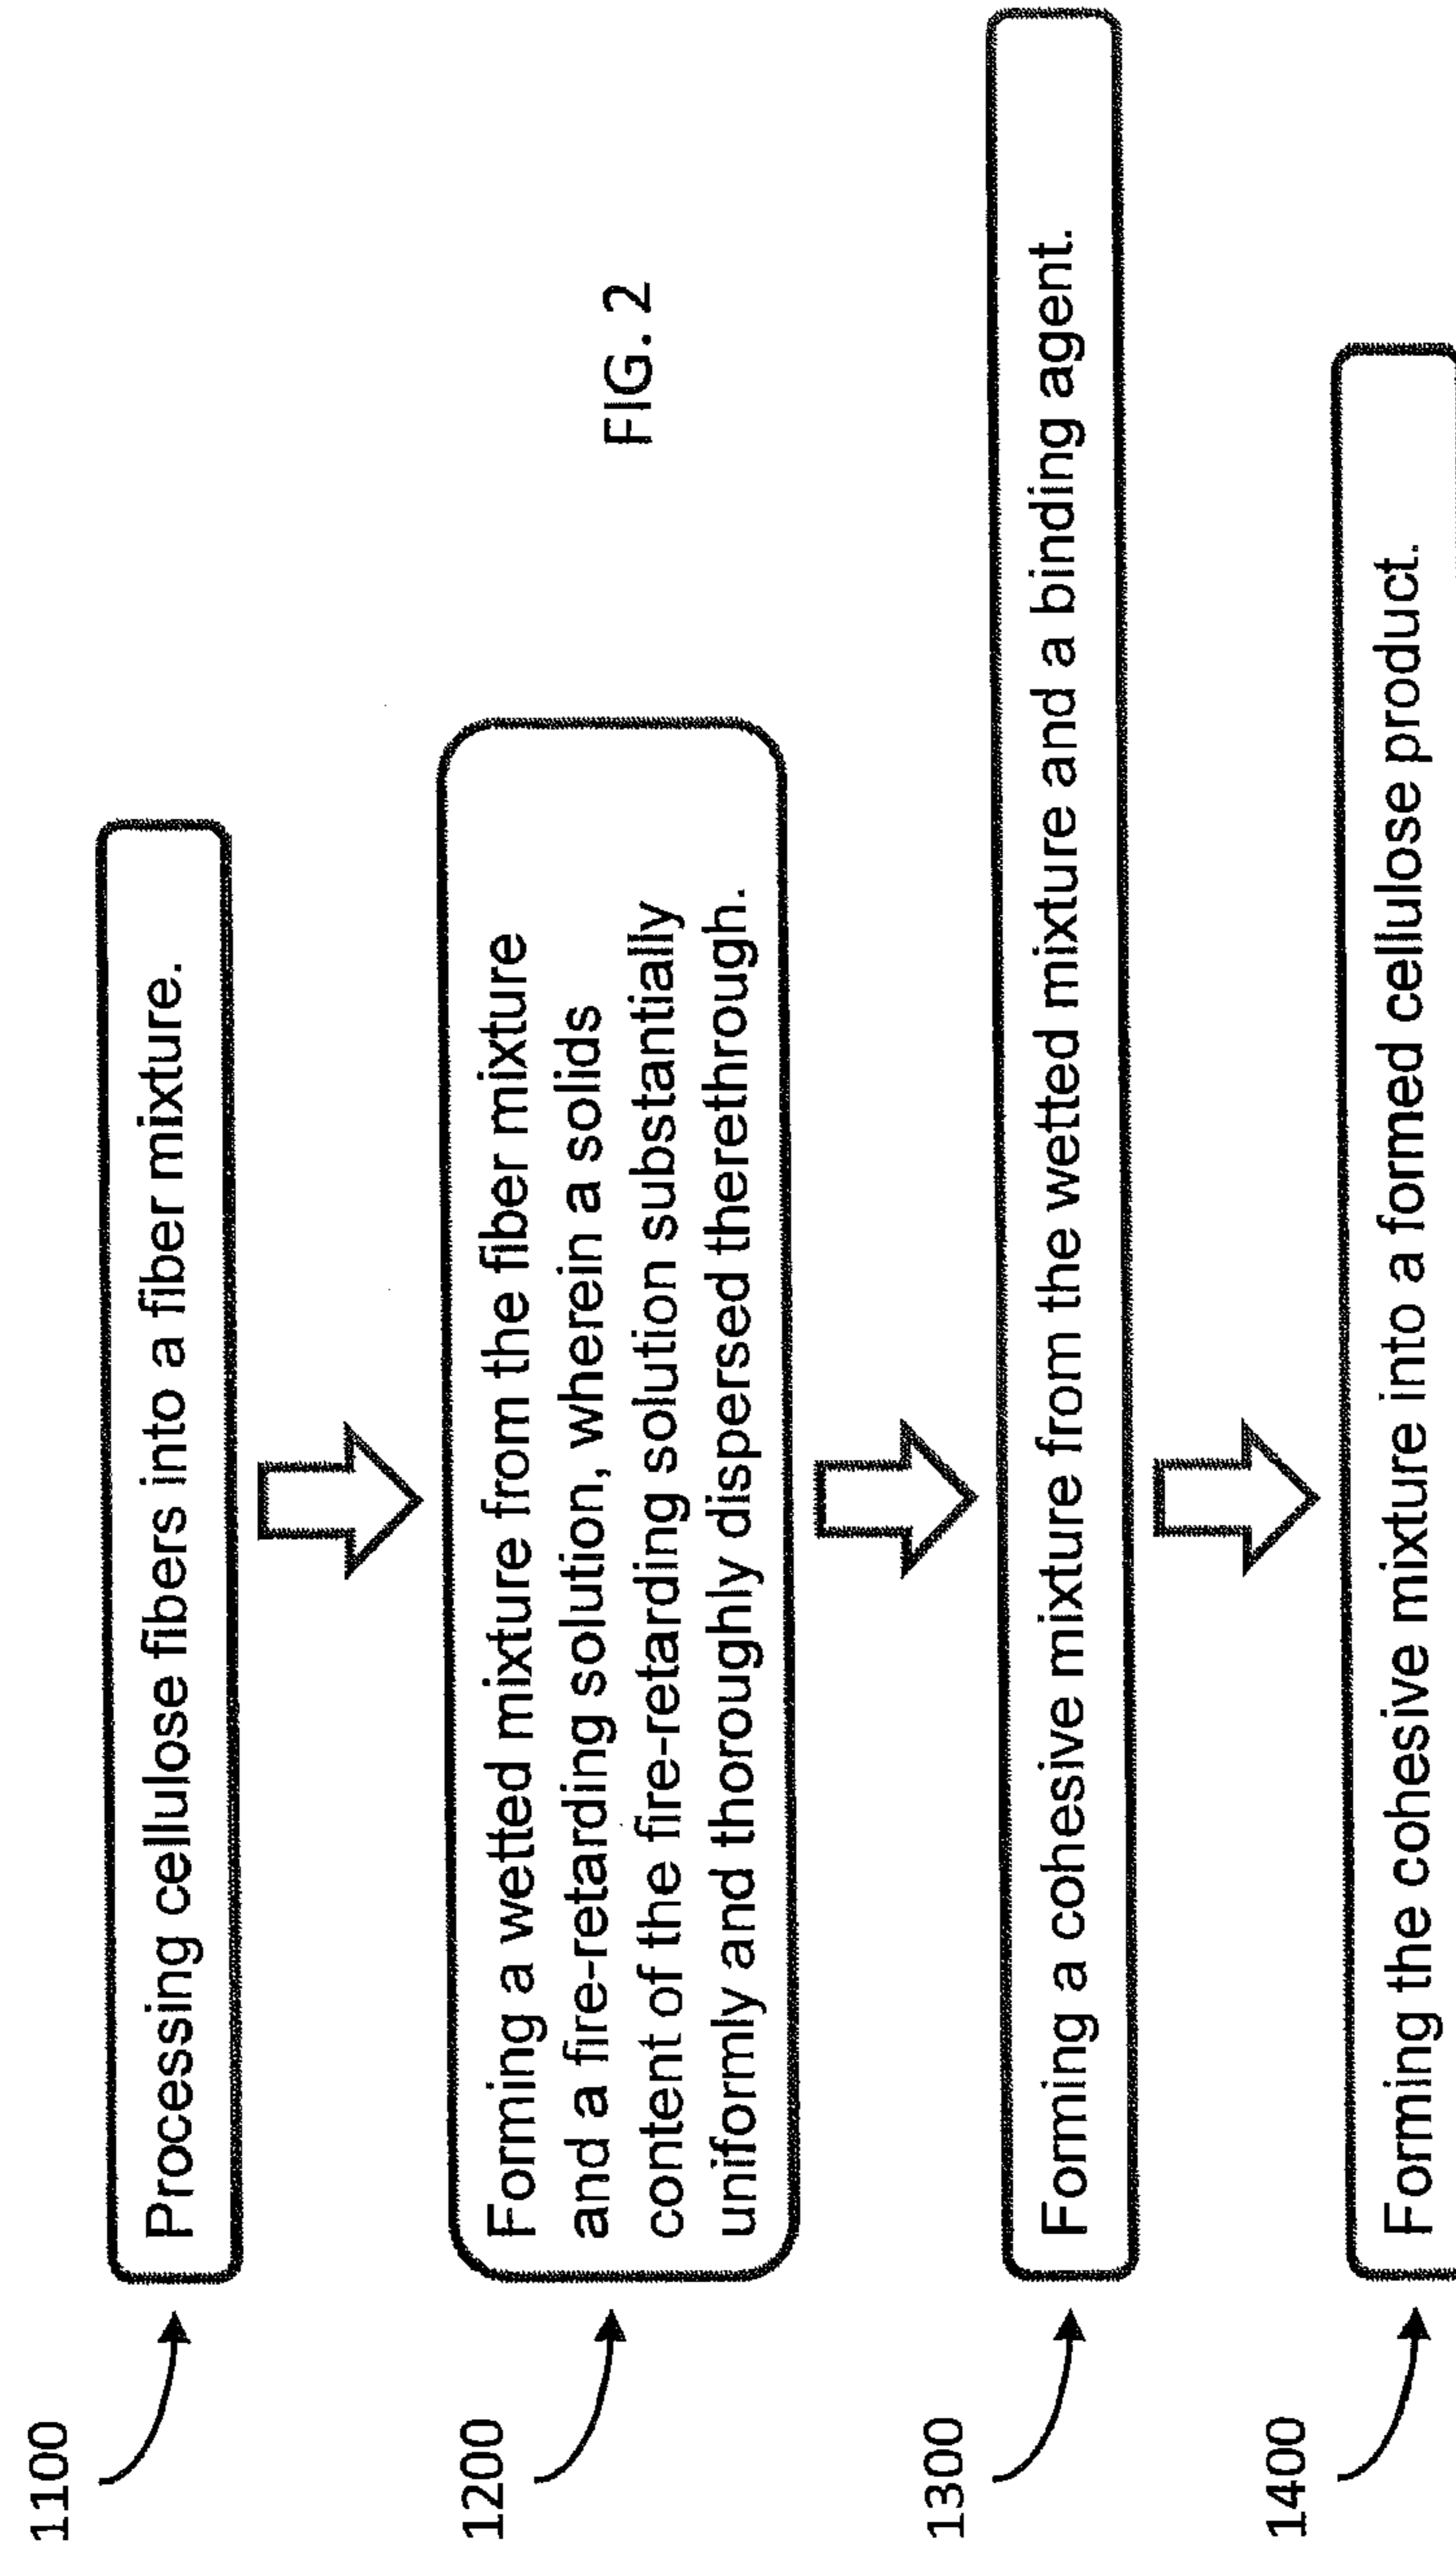 1100
Processing cellulose fibers into a fiber mixture.
1200
Forming a wetted mixture from the fiber mixture
and a fire-retarding solution, wherein a solids
content of the fire-retarding solution substantially
uniformly and thoroughly dispersed therethrough.
FIG. 2
1300
Forming a cohesive mixture from the wetted mixture and a binding agent.
1400
Forming the cohesive mixture into a formed cellulose product.